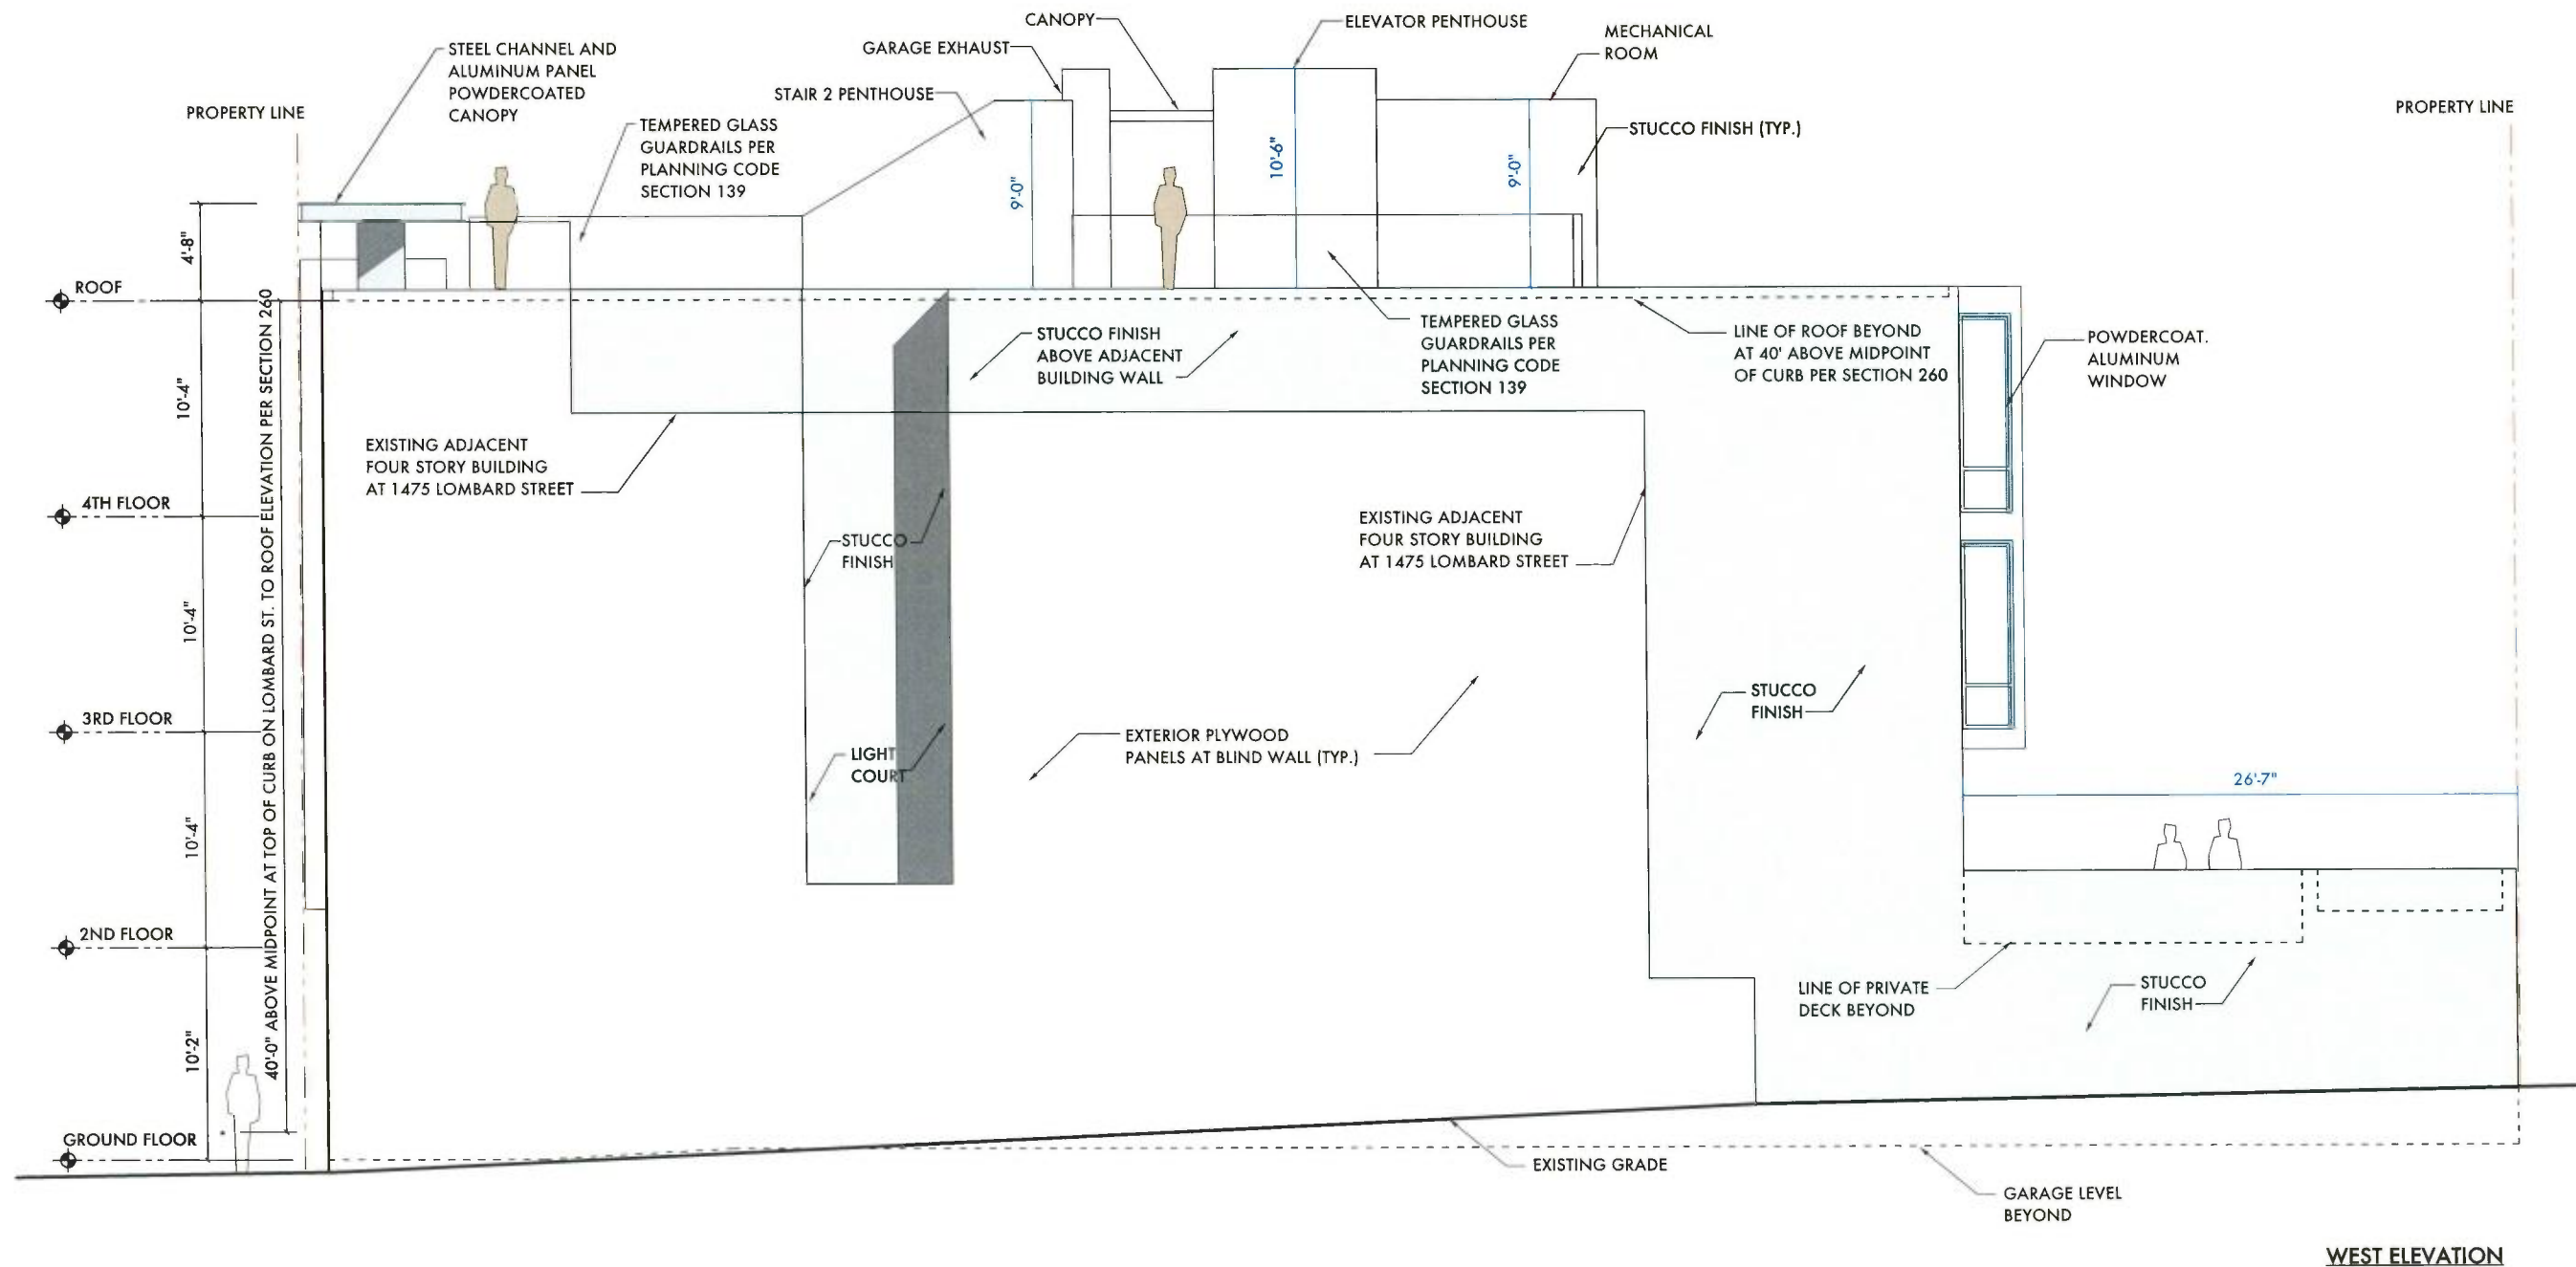 CANOPY
ELEVATOR PENTHOUSE
GARAGE EXHAUST
MECHANICAL
ROOM
STEEL CHANNEL AND
ALUMINUM PANEL
POWDERCOATED
CANOPY
STAIR 2 PENTHOUSE
PROPERTY LINE
PROPERTY LINE
TEMPERED GLASS
GUARDRAILS PER
PLANNING CODE
SECTION 139
STUCCO FINISH (TYP.)
9'-0"
10'-6"
9'-0"
4'-8"
ROOF
STUCCO FINISH
ABOVE ADJACENT
BUILDING WALL
TEMPERED GLASS
GUARDRAILS PER
PLANNING CODE
SECTION 139
LINE OF ROOF BEYOND
AT 40' ABOVE MIDPOINT
OF CURB PER SECTION 260
POWDERCOAT.
ALUMINUM
WINDOW
10'-4"
EXISTING ADJACENT
FOUR STORY BUILDING
AT 1475 LOMBARD STREET
4TH FLOOR
EXISTING ADJACENT
FOUR STORY BUILDING
AT 1475 LOMBARD STREET
STUCCO
FINISH
10'-4"
40'-0" ABOVE MIDPOINT AT TOP OF CURB ON LOMBARD ST. TO ROOF ELEVATION PER SECTION 260
3RD FLOOR
STUCCO
FINISH
LIGHT
COURT
EXTERIOR PLYWOOD
PANELS AT BLIND WALL (TYP.)
26'-7"
10'-4"
2ND FLOOR
LINE OF PRIVATE
DECK BEYOND
STUCCO
FINISH
10'-2"
GROUND FLOOR
EXISTING GRADE
GARAGE LEVEL
BEYOND
WEST ELEVATION